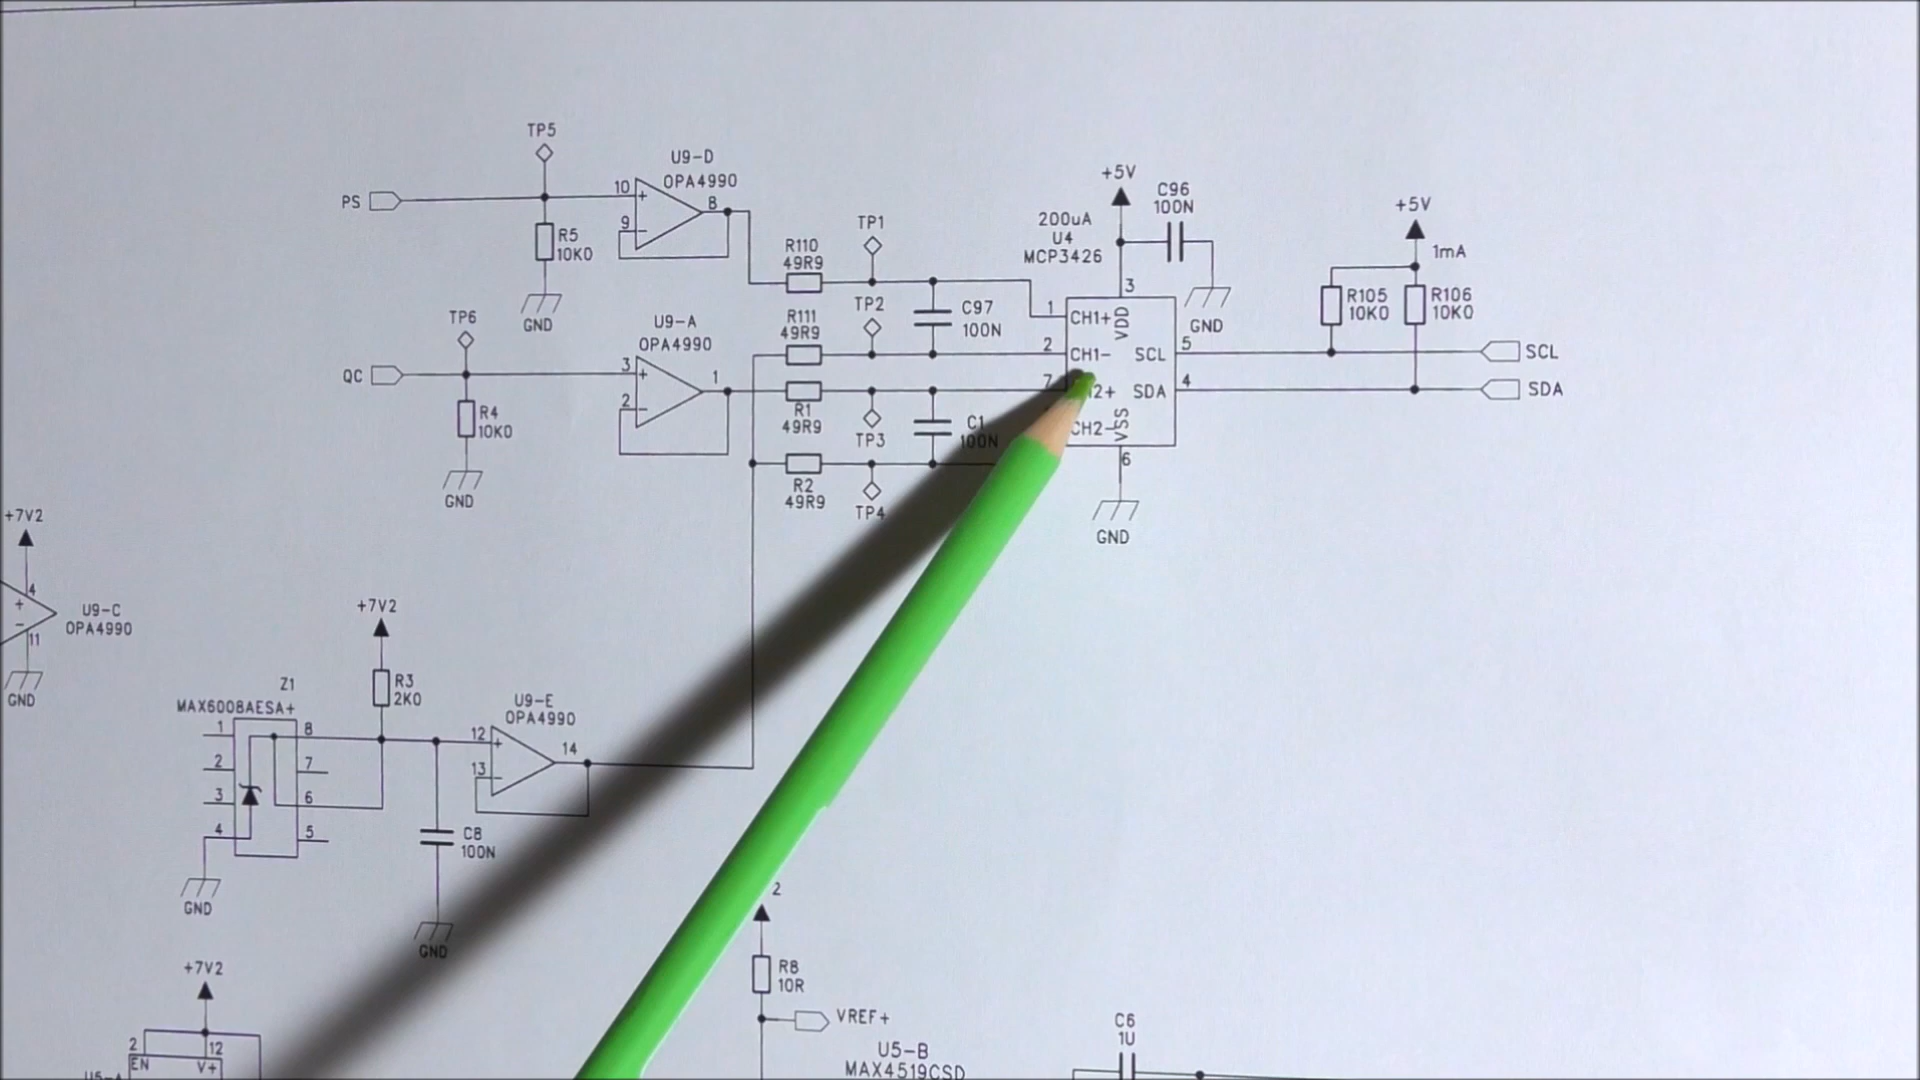 TP5
U9-D
OPA4990
PS
10
+
8
9
-
R5
10K0
GND
TP6
U9-A
OPA4990
QC
3
+
1
2
-
R4
10K0
GND
R110
49R9
TP1
TP2
R111
49R9
C97
100N
R1
49R9
TP3
C1
100N
R2
49R9
TP4
+5V
C96
100N
200uA
U4
MCP3426
3
GND
1
CH1+
VDD
2
CH1-
SCL
5
7
SDA
4
CH2-
VSS
6
GND
+5V
1mA
R105
10K0
R106
10K0
SCL
SDA
+7V2
4
+
-
11
U9-C
OPA4990
GND
+7V2
R3
2K0
Z1
MAX6008AESA+
1
8
2
7
3
6
4
5
GND
U9-E
OPA4990
12
+
14
13
-
C8
100N
GND
+7V2
2
12
EN
V+
2
R8
10R
VREF+
U5-B
MAX4519CSD
C6
1U